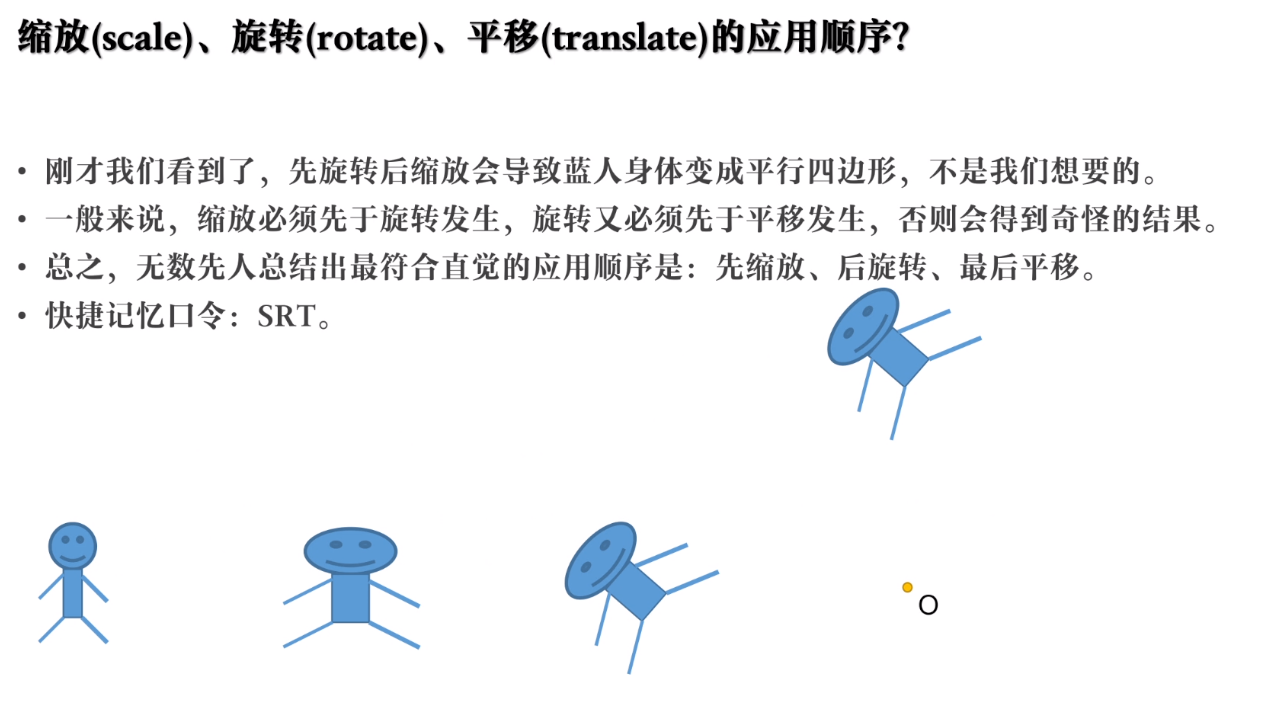 缩放(scale)、旋转(rotate)、平移(translate)的应用顺序？
• 刚才我们看到了，先旋转后缩放会导致蓝人身体变成平行四边形，不是我们想要的。
• 一般来说，缩放必须先于旋转发生，旋转又必须先于平移发生，否则会得到奇怪的结果。
• 总之，无数先人总结出最符合直觉的应用顺序是：先缩放、后旋转、最后平移。
• 快捷记忆口令：SRT。
O